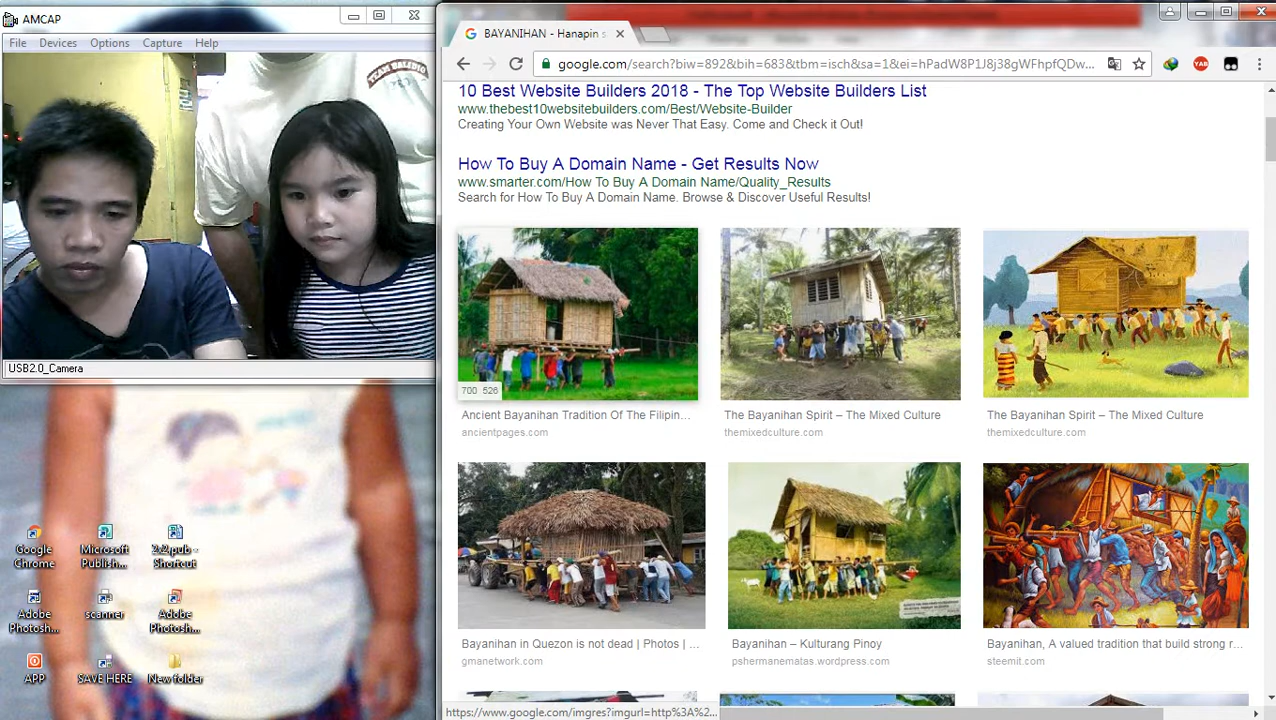 AMCAP
File Devices Options Capture Help
TEAM BALIDIO
USB2.0_Camera
Google Chrome
Microsoft Publish...
2x2.pub - Shortcut
Adobe Photosh...
scanner
Adobe Photosh...
APP
SAVE HERE
New folder
BAYANIHAN - Hanapin s
google.com/search?biw=892&bih=683&tbm=isch&sa=1&ei=hPadW8P1J8j38gWFhpQDw...
YAB
10 Best Website Builders 2018 - The Top Website Builders List
www.thebest10websitebuilders.com/Best/Website-Builder
Creating Your Own Website was Never That Easy. Come and Check it Out!
How To Buy A Domain Name - Get Results Now
www.smarter.com/How To Buy A Domain Name/Quality_Results
Search for How To Buy A Domain Name. Browse & Discover Useful Results!
700 526
Ancient Bayanihan Tradition Of The Filipin...
ancientpages.com
The Bayanihan Spirit – The Mixed Culture
themixedculture.com
The Bayanihan Spirit – The Mixed Culture
themixedculture.com
Bayanihan in Quezon is not dead | Photos | ...
gmanetwork.com
Bayanihan – Kulturang Pinoy
pshermanematas.wordpress.com
Bayanihan, A valued tradition that build strong r...
steemit.com
https://www.google.com/imgres?imgurl=http%3A%2...